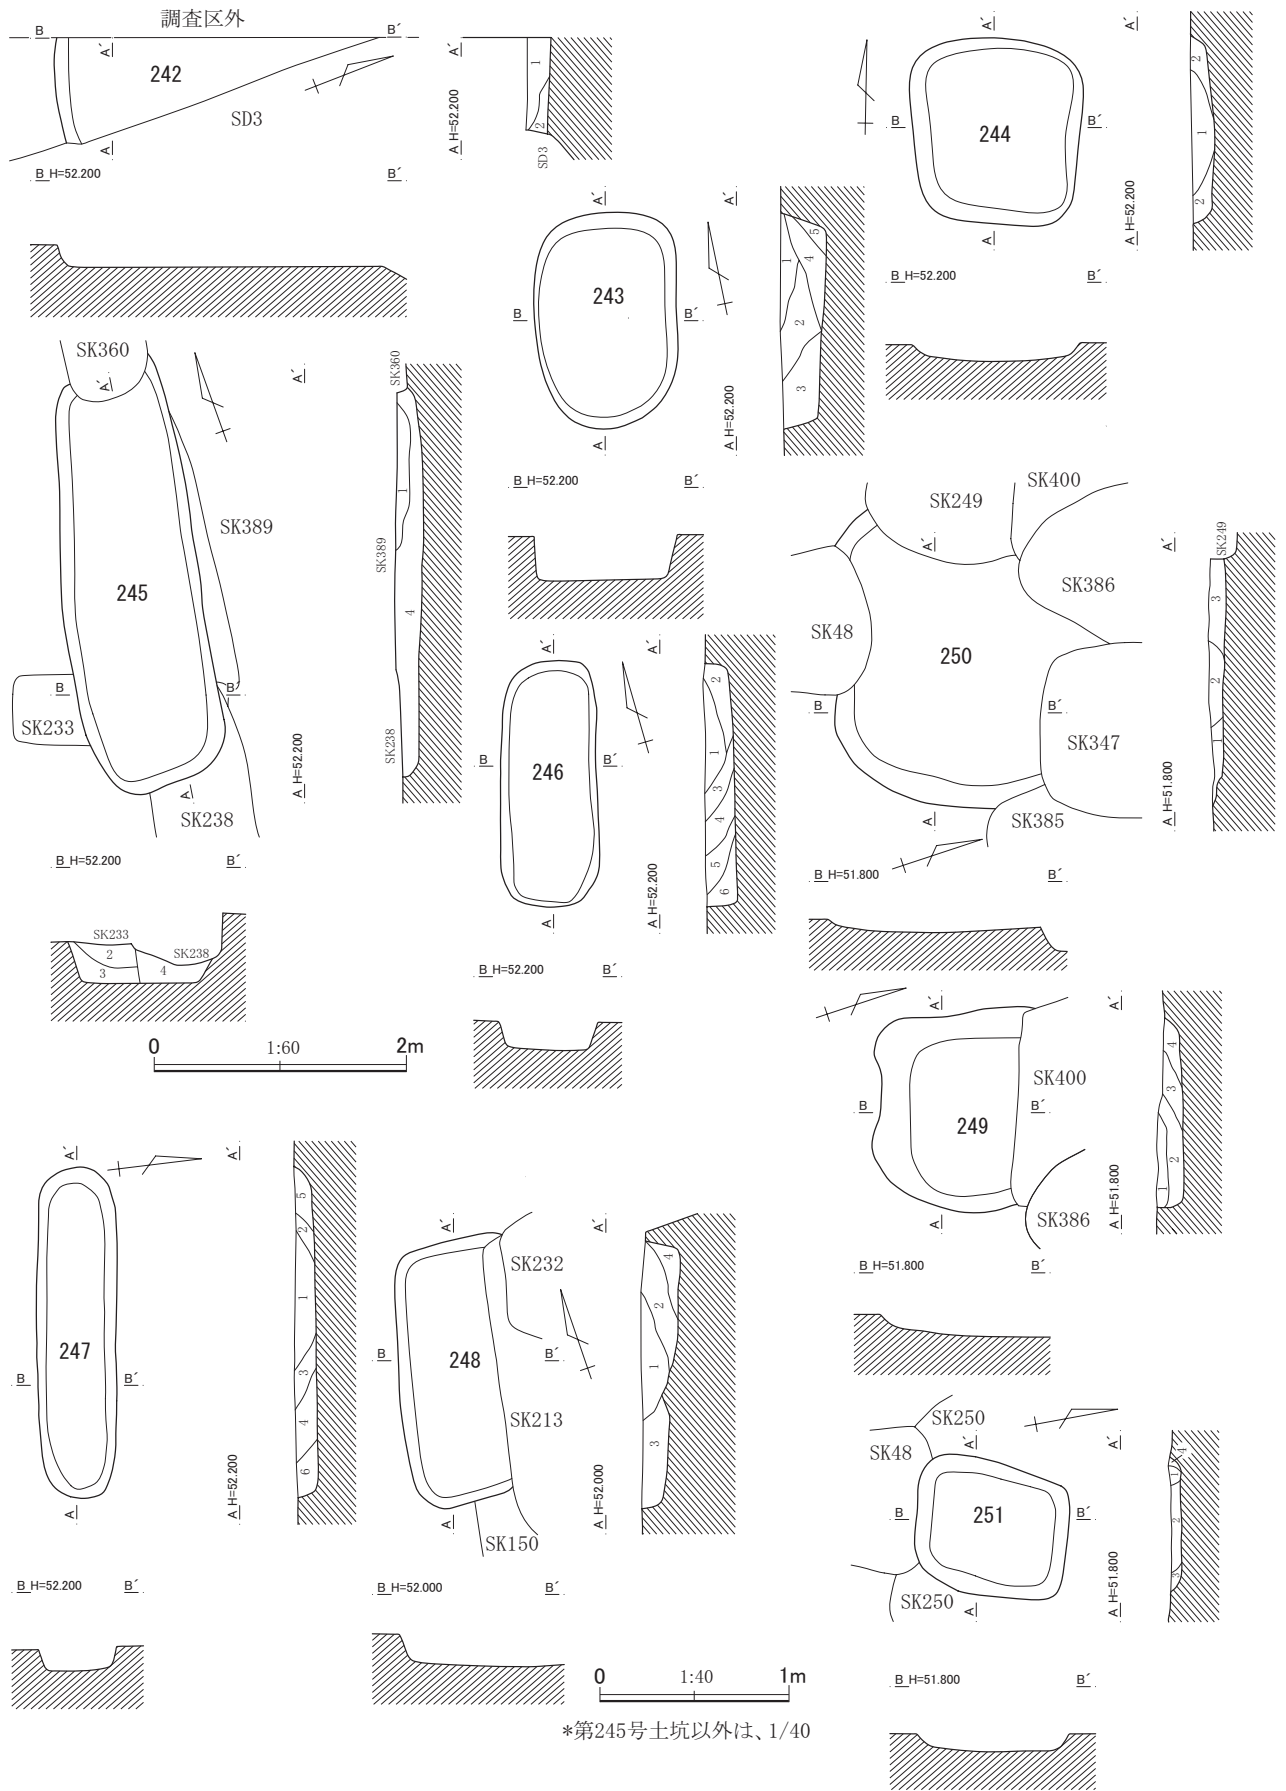 調査区外
B
B´
A´
242
SD3
A
B H=52.200
B´
A´
A H=52.200
1
2
SD3
A´
244
B
B´
A
A´
A H=52.200
2
1
2
B H=52.200
B´
A´
243
B
B´
A
A´
A H=52.200
1
5
4
2
3
B H=52.200
B´
SK360
A´
245
SK389
B
B´
SK233
A
SK238
A´
A H=52.200
SK360
1
SK389
4
SK238
B H=52.200
B´
SK233
2
3
4
SK238
0
1:60
2m
A´
246
B
B´
A
A´
A H=52.200
2
1
3
4
5
6
B H=52.200
B´
SK249
SK400
A´
SK386
SK48
250
B
B´
SK347
A
SK385
A´
A H=51.800
SK249
3
2
1
B H=51.800
B´
A´
SK400
B
B´
249
A
SK386
A´
A H=51.800
4
3
2
1
B H=51.800
B´
A´
247
B
B´
A
A´
A H=52.200
5
2
1
3
4
6
B H=52.200
B´
A´
SK232
248
B
B´
SK213
A
SK150
A´
A H=52.000
4
2
1
3
B H=52.000
B´
SK250
SK48
A´
251
B
B´
SK250
A
A´
A H=51.800
4
1
2
3
B H=51.800
B´
0
1:40
1m
*第245号土坑以外は、1/40